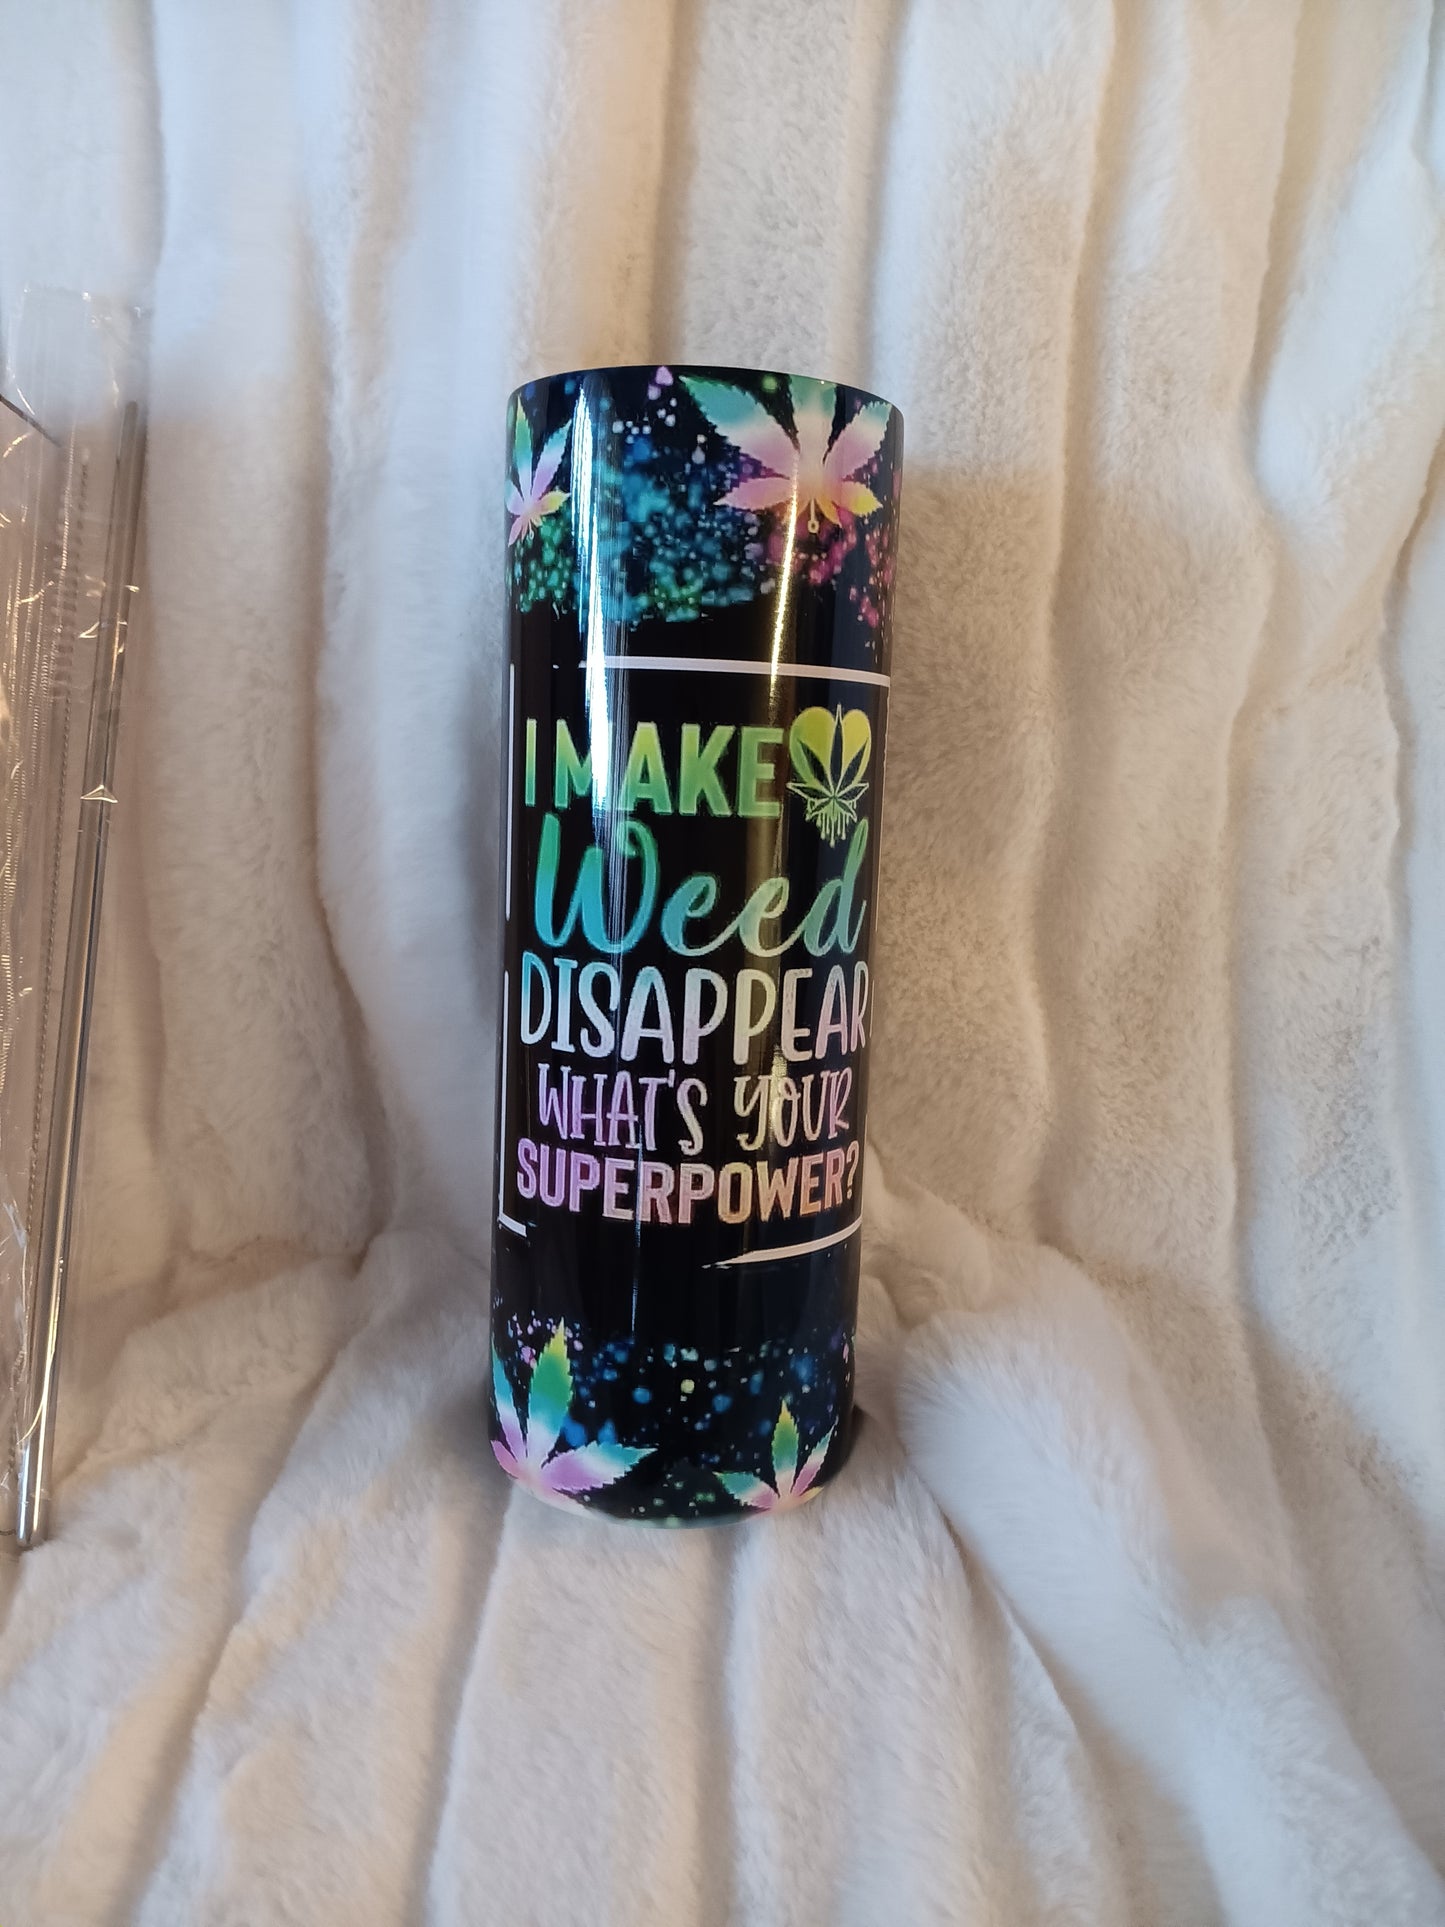 I MAKE
Weed
DISAPPEAR
WHAT'S YOUR
SUPERPOWER?